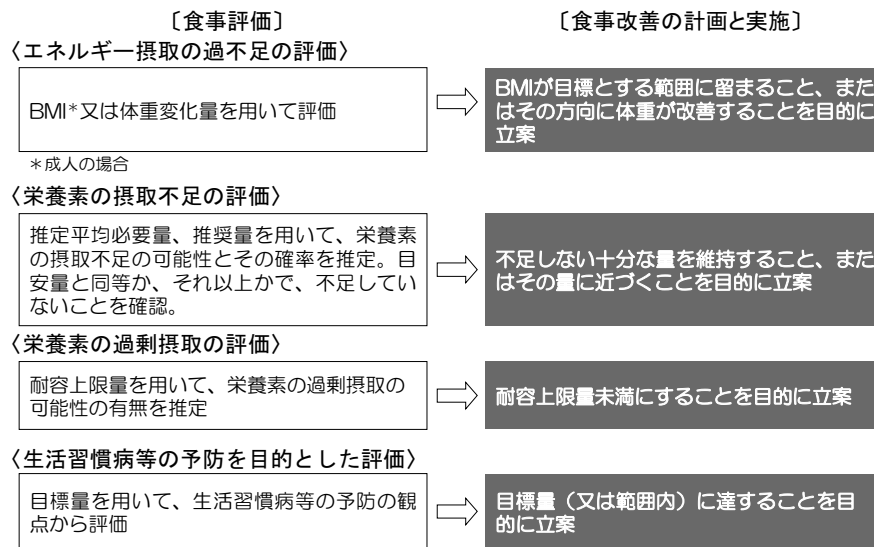 〔食事評価〕
〔食事改善の計画と実施〕
〈エネルギー摂取の過不足の評価〉
BMI*又は体重変化量を用いて評価
BMIが目標とする範囲に留まること、また
はその方向に体重が改善することを目的に
立案
*成人の場合
〈栄養素の摂取不足の評価〉
推定平均必要量、推奨量を用いて、栄養素
の摂取不足の可能性とその確率を推定。目
安量と同等か、それ以上かで、不足してい
ないことを確認。
不足しない十分な量を維持すること、また
はその量に近づくことを目的に立案
〈栄養素の過剰摂取の評価〉
耐容上限量を用いて、栄養素の過剰摂取の
可能性の有無を推定
耐容上限量未満にすることを目的に立案
〈生活習慣病等の予防を目的とした評価〉
目標量を用いて、生活習慣病等の予防の観
点から評価
目標量（又は範囲内）に達することを目
的に立案